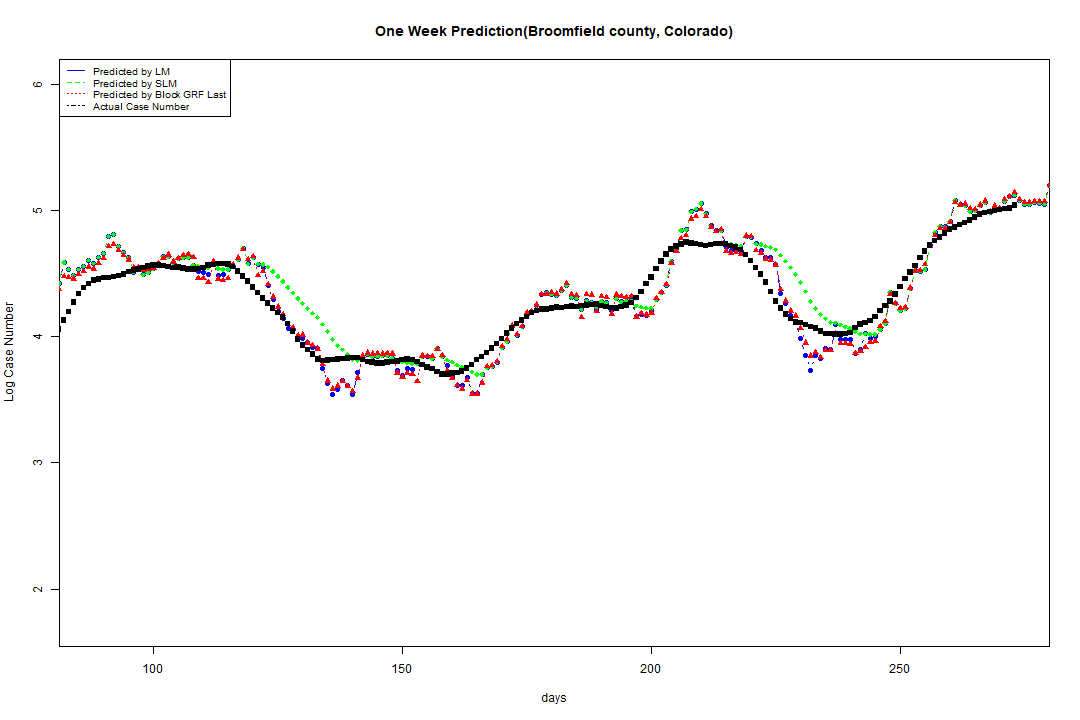 One Week Prediction(Broomfield county, Colorado)
Predicted by LM
Predicted by SLM
Predicted by Block GRF Last
Actual Case Number
6
5
4
3
2
Log Case Number
100 150 200 250
days